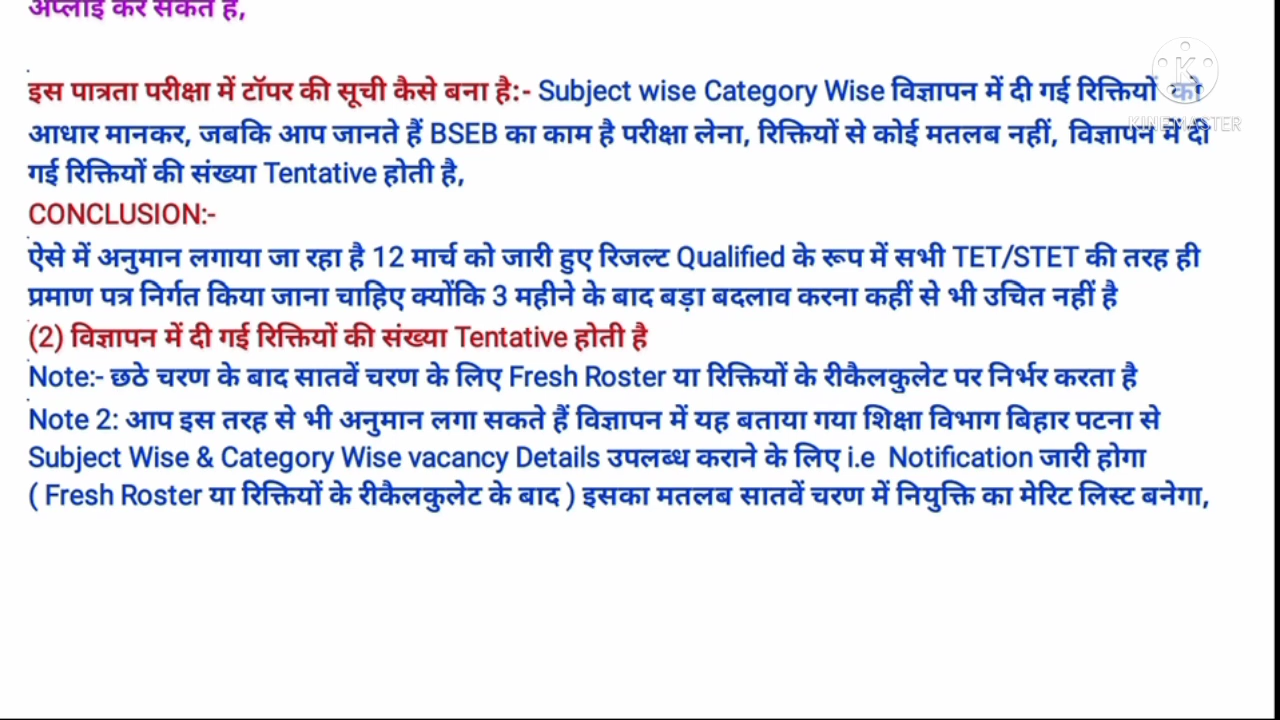 अप्लाई कर सकते हैं,
इस पात्रता परीक्षा में टॉपर की सूची कैसे बना है:- Subject wise Category Wise विज्ञापन में दी गई रिक्तियों को
KINEMASTER
आधार मानकर, जबकि आप जानते हैं BSEB का काम है परीक्षा लेना, रिक्तियों से कोई मतलब नहीं, विज्ञापन में दी
गई रिक्तियों की संख्या Tentative होती है,
CONCLUSION:-
ऐसे में अनुमान लगाया जा रहा है 12 मार्च को जारी हुए रिजल्ट Qualified के रूप में सभी TET/STET की तरह ही
प्रमाण पत्र निर्गत किया जाना चाहिए क्योंकि 3 महीने के बाद बड़ा बदलाव करना कहीं से भी उचित नहीं है
(2) विज्ञापन में दी गई रिक्तियों की संख्या Tentative होती है
Note:- छठे चरण के बाद सातवें चरण के लिए Fresh Roster या रिक्तियों के रीकैलकुलेट पर निर्भर करता है
Note 2: आप इस तरह से भी अनुमान लगा सकते हैं विज्ञापन में यह बताया गया शिक्षा विभाग बिहार पटना से
Subject Wise & Category Wise vacancy Details उपलब्ध कराने के लिए i.e Notification जारी होगा
( Fresh Roster या रिक्तियों के रीकैलकुलेट के बाद ) इसका मतलब सातवें चरण में नियुक्ति का मेरिट लिस्ट बनेगा,